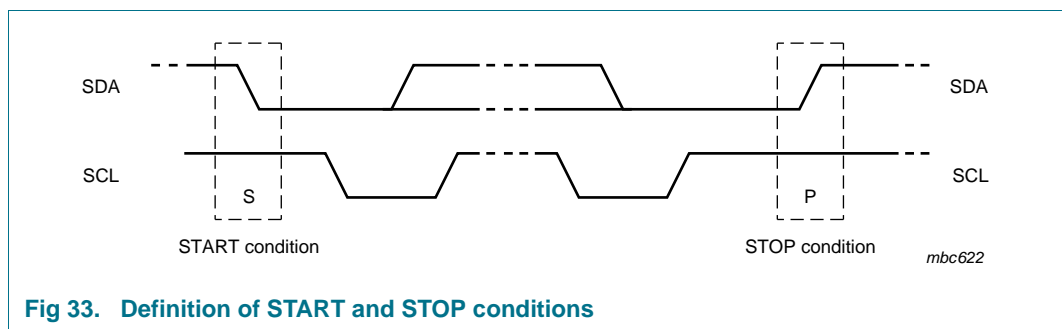 SDA SDA
SCL SCL
S P
START condition STOP condition
mbc622
Fig 33. Definition of START and STOP conditions